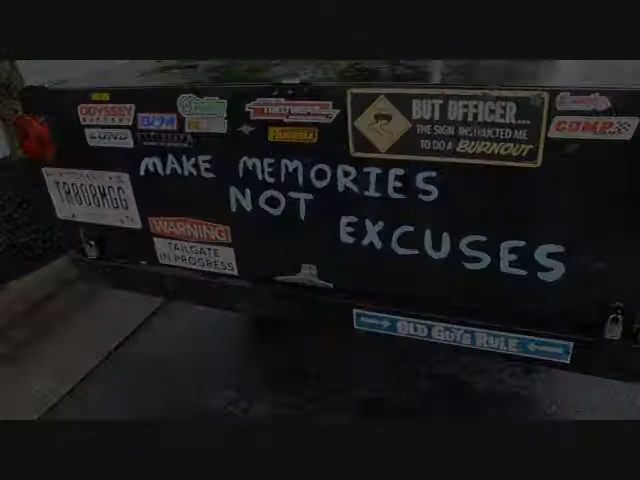 ODYSSEY
BUT OFFICER...
THE SIGN INSTRUCTED ME
TO DO A BURNOUT
COMP
MAKE MEMORIES
NOT
EXCUSES
TR808MGG
WARNING
TAILGATE
IN PROGRESS
OLD GUYS RULE